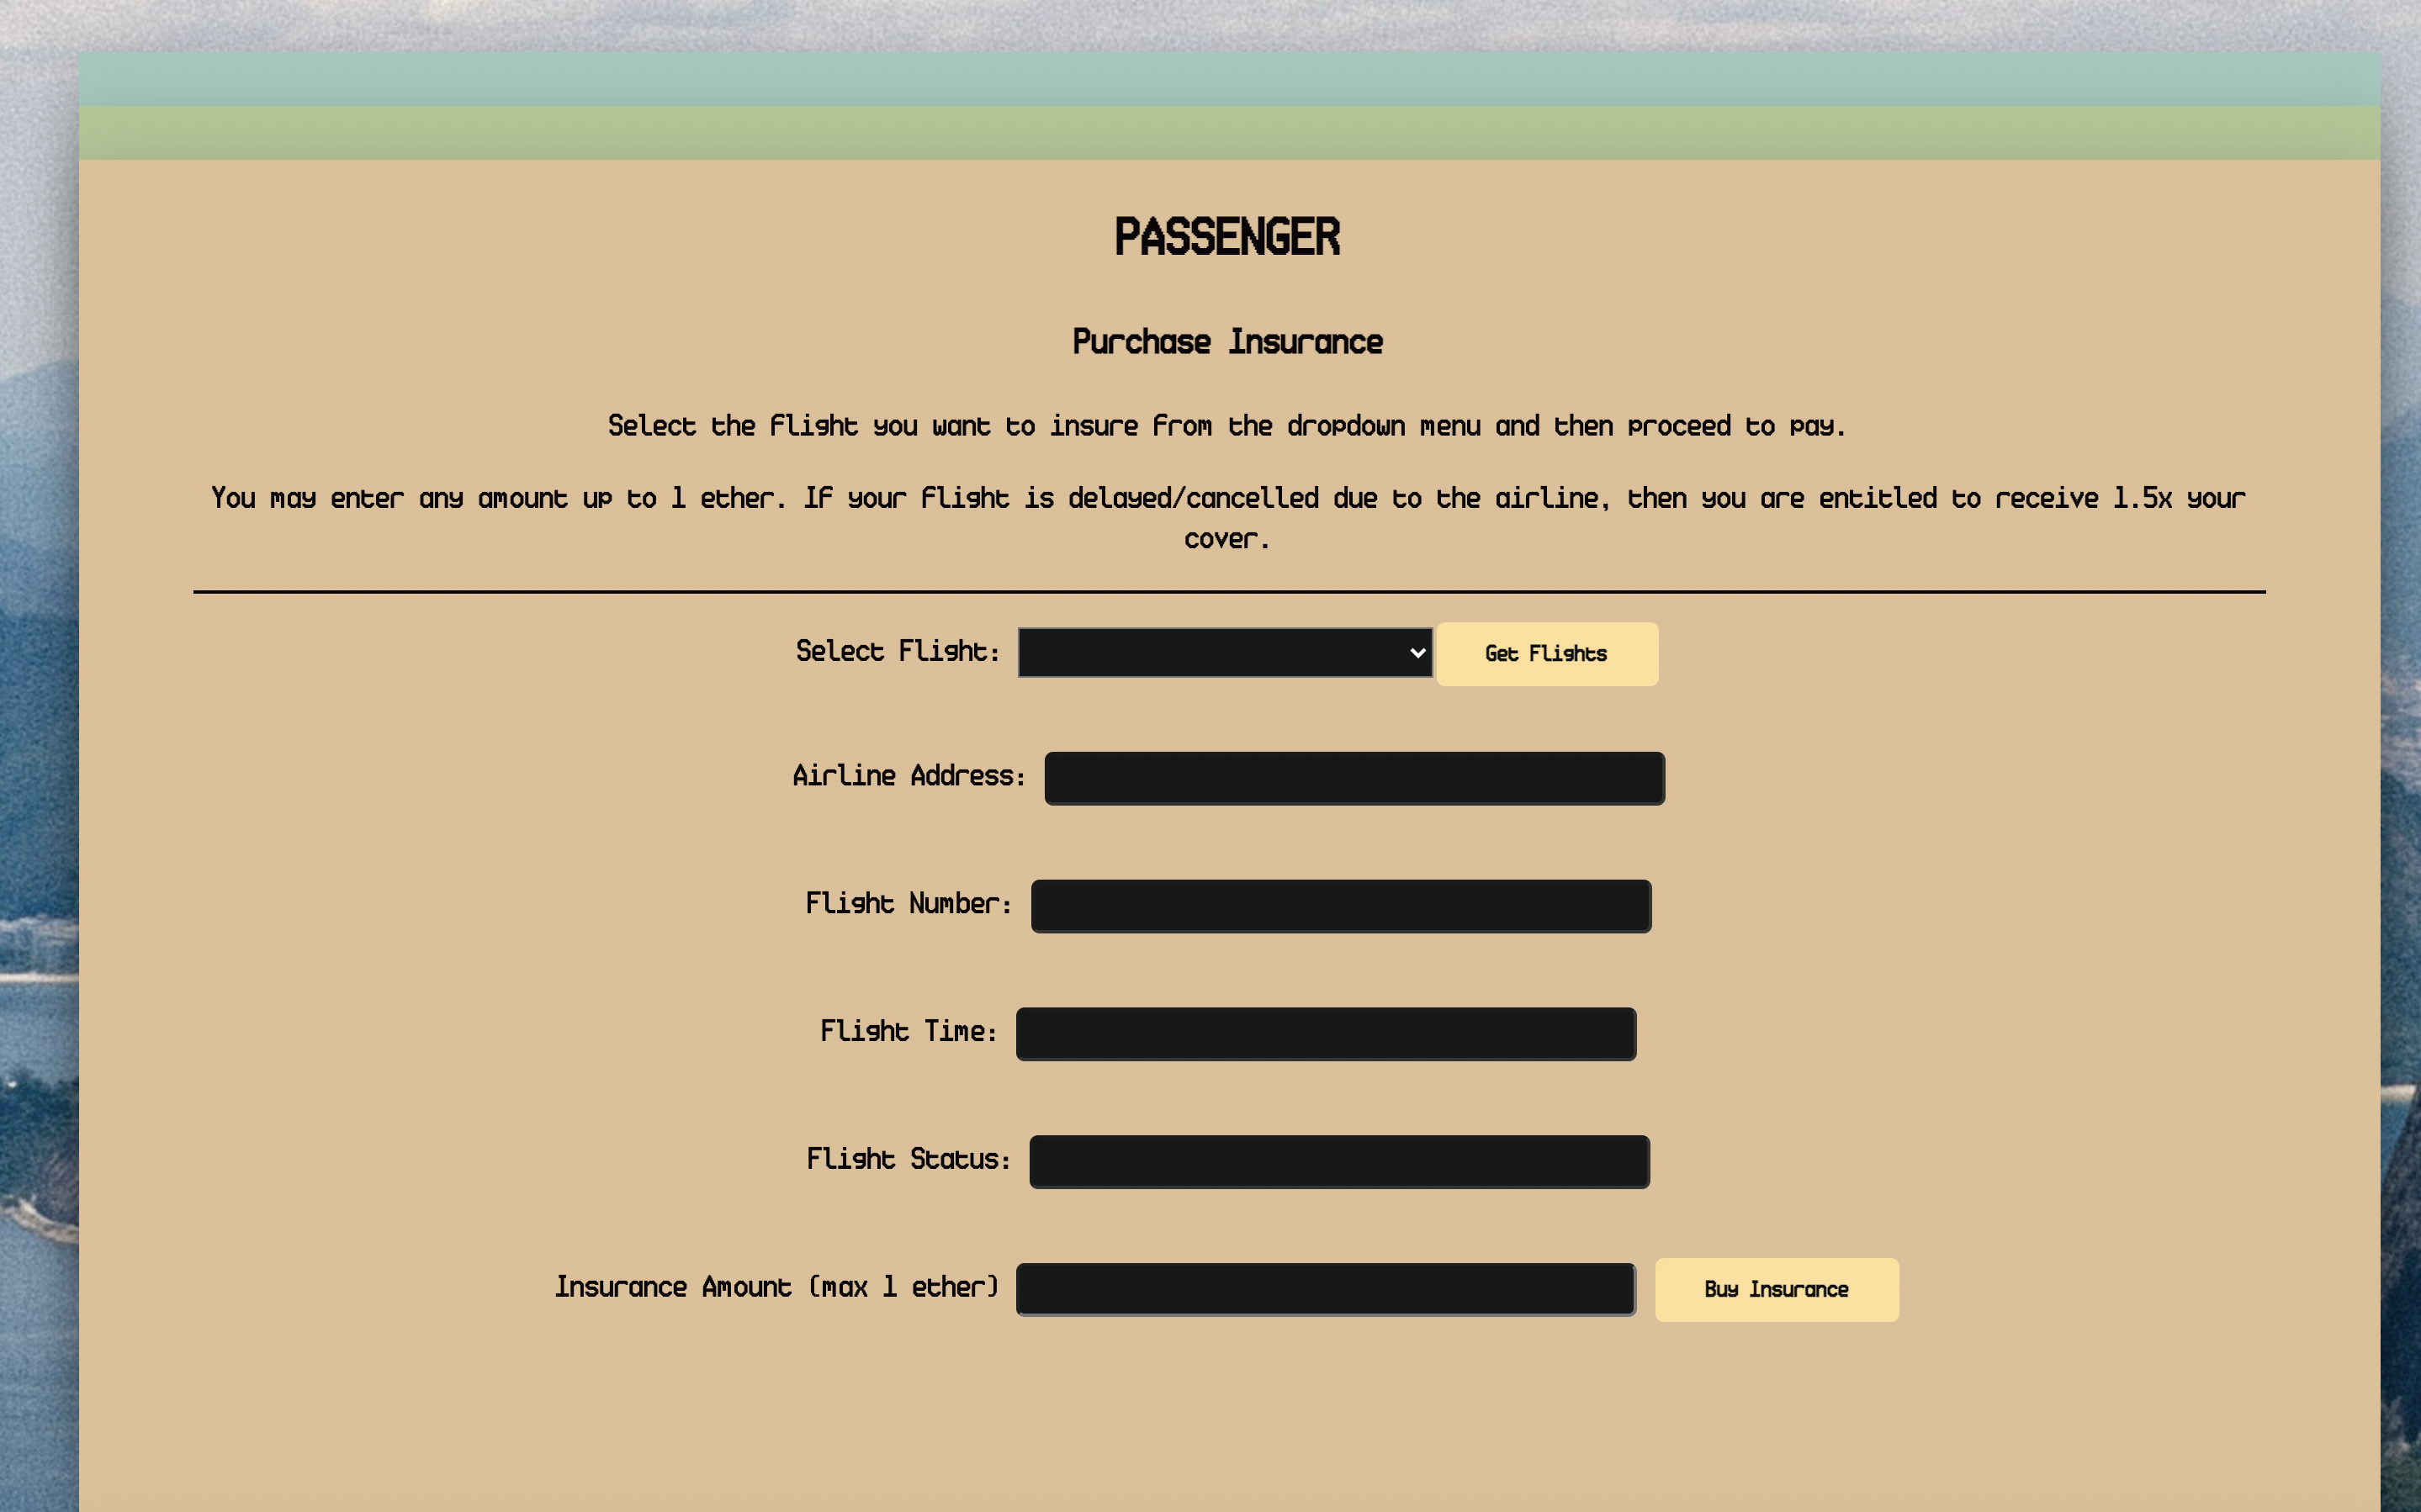 PASSENGER
Purchase Insurance
Select the flight you want to insure from the dropdown menu and then proceed to pay.
You may enter any amount up to 1 ether. If your flight is delayed/cancelled due to the airline, then you are entitled to receive 1.5x your
cover.
Select Flight: Get Flights
Airline Address:
Flight Number:
Flight Time:
Flight Status:
Insurance Amount (max 1 ether) Buy Insurance